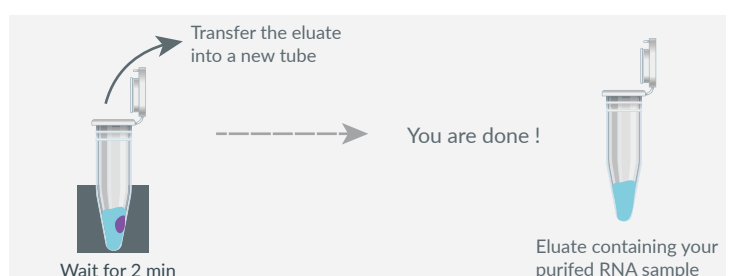 Transfer the eluate
into a new tube
You are done !
Wait for 2 min
Eluate containing your
purifed RNA sample